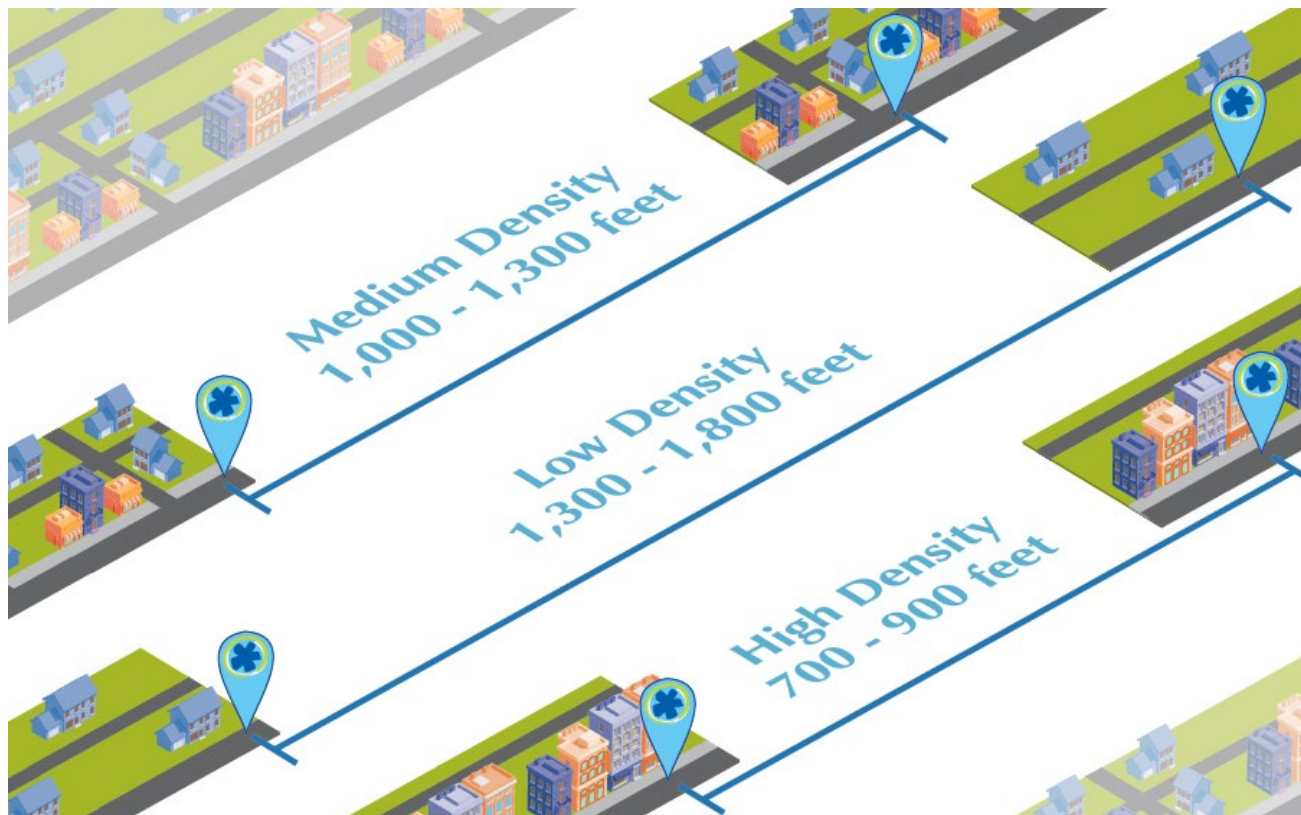 Medium Density
1,000 - 1,300 feet
Low Density
1,300 - 1,800 feet
High Density
700 - 900 feet